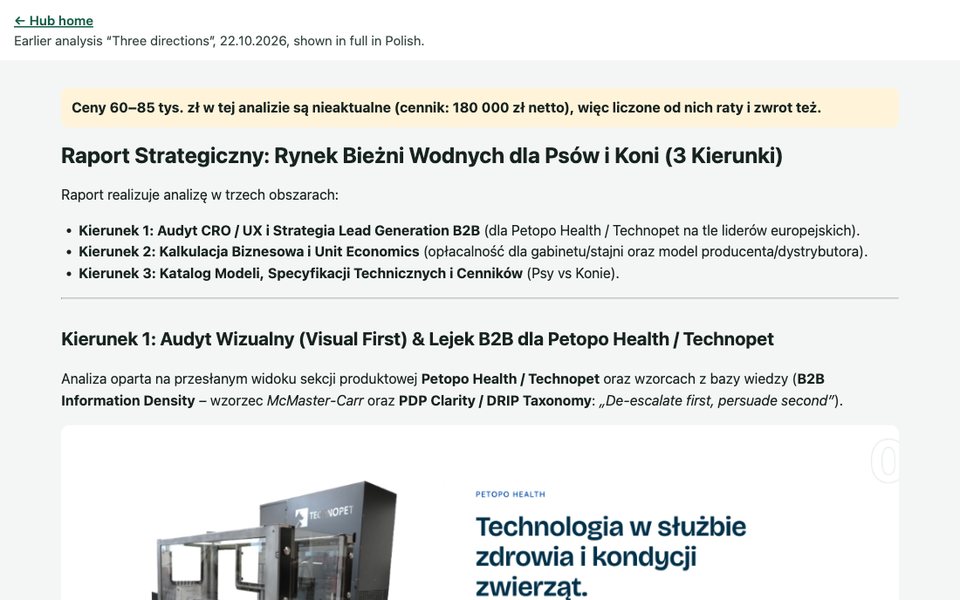 ← Hub home
Earlier analysis “Three directions”, 22.10.2026, shown in full in Polish.
Ceny 60–85 tys. zł w tej analizie są nieaktualne (cennik: 180 000 zł netto), więc liczone od nich raty i zwrot też.
Raport Strategiczny: Rynek Bieżni Wodnych dla Psów i Koni (3 Kierunki)
Raport realizuje analizę w trzech obszarach:
• Kierunek 1: Audyt CRO / UX i Strategia Lead Generation B2B (dla Petopo Health / Technopet na tle liderów europejskich).
• Kierunek 2: Kalkulacja Biznesowa i Unit Economics (opłacalność dla gabinetu/stajni oraz model producenta/dystrybutora).
• Kierunek 3: Katalog Modeli, Specyfikacji Technicznych i Cenników (Psy vs Konie).
Kierunek 1: Audyt Wizualny (Visual First) & Lejek B2B dla Petopo Health / Technopet
Analiza oparta na przesłanym widoku sekcji produktowej Petopo Health / Technopet oraz wzorcach z bazy wiedzy (B2B
Information Density – wzorzec McMaster-Carr oraz PDP Clarity / DRIP Taxonomy: „De-escalate first, persuade second”).
0
TECHNOPET
PETOPO HEALTH
Technologia w służbie
zdrowia i kondycji
zwierząt.